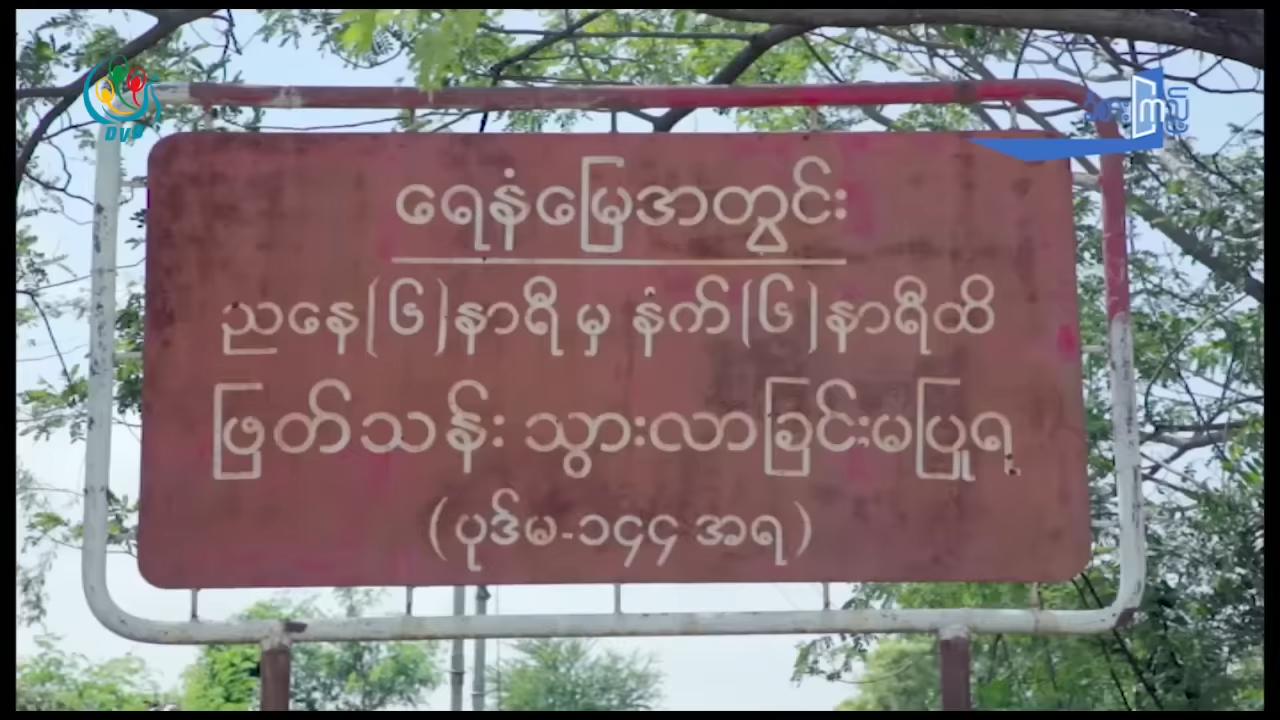 DVB
ရေနံမြေအတွင်း
ညနေ(၆)နာရီ မှ နံက်(၆)နာရီထိ
ဖြတ်သန်း သွားလာခြင်းမပြုရ
(ပုဒ်မ-၁၄၄ အရ)